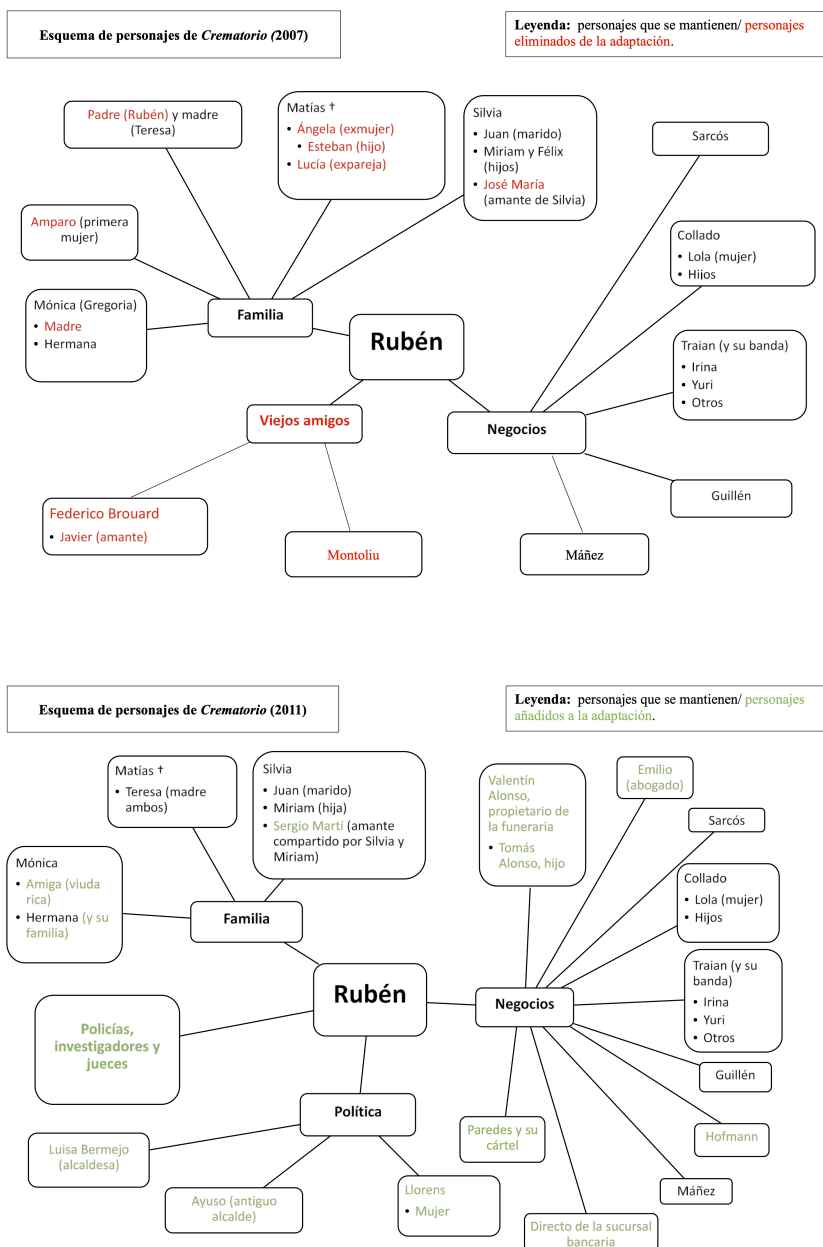 Esquema de personajes de Crematorio (2007)
Leyenda: personajes que se mantienen/ personajes
eliminados de la adaptación.
Padre (Rubén) y madre
(Teresa)
Matías †
• Ángela (exmujer)
• Esteban (hijo)
• Lucía (expareja)
Silvia
• Juan (marido)
• Miriam y Félix
(hijos)
• José María
(amante de Silvia)
Sarcós
Amparo (primera
mujer)
Collado
• Lola (mujer)
• Hijos
Mónica (Gregoria)
• Madre
• Hermana
Familia
Rubén
Traian (y su banda)
• Irina
• Yuri
• Otros
Viejos amigos
Negocios
Federico Brouard
• Javier (amante)
Montoliu
Máñez
Guillén
Esquema de personajes de Crematorio (2011)
Leyenda: personajes que se mantienen/ personajes
añadidos a la adaptación.
Matías †
• Teresa (madre
ambos)
Silvia
• Juan (marido)
• Miriam (hija)
• Sergio Martí (amante
compartido por Silvia y
Miriam)
Valentín
Alonso,
propietario de
la funeraria
• Tomás
Alonso, hijo
Emilio
(abogado)
Sarcós
Mónica
• Amiga (viuda
rica)
• Hermana (y su
familia)
Familia
Collado
• Lola (mujer)
• Hijos
Rubén
Negocios
Traian (y su
banda)
• Irina
• Yuri
• Otros
Policías,
investigadores y
jueces
Guillén
Política
Paredes y su
cártel
Hofmann
Luisa Bermejo
(alcaldesa)
Ayuso (antiguo
alcalde)
Llorens
• Mujer
Máñez
Directo de la sucursal
bancaria